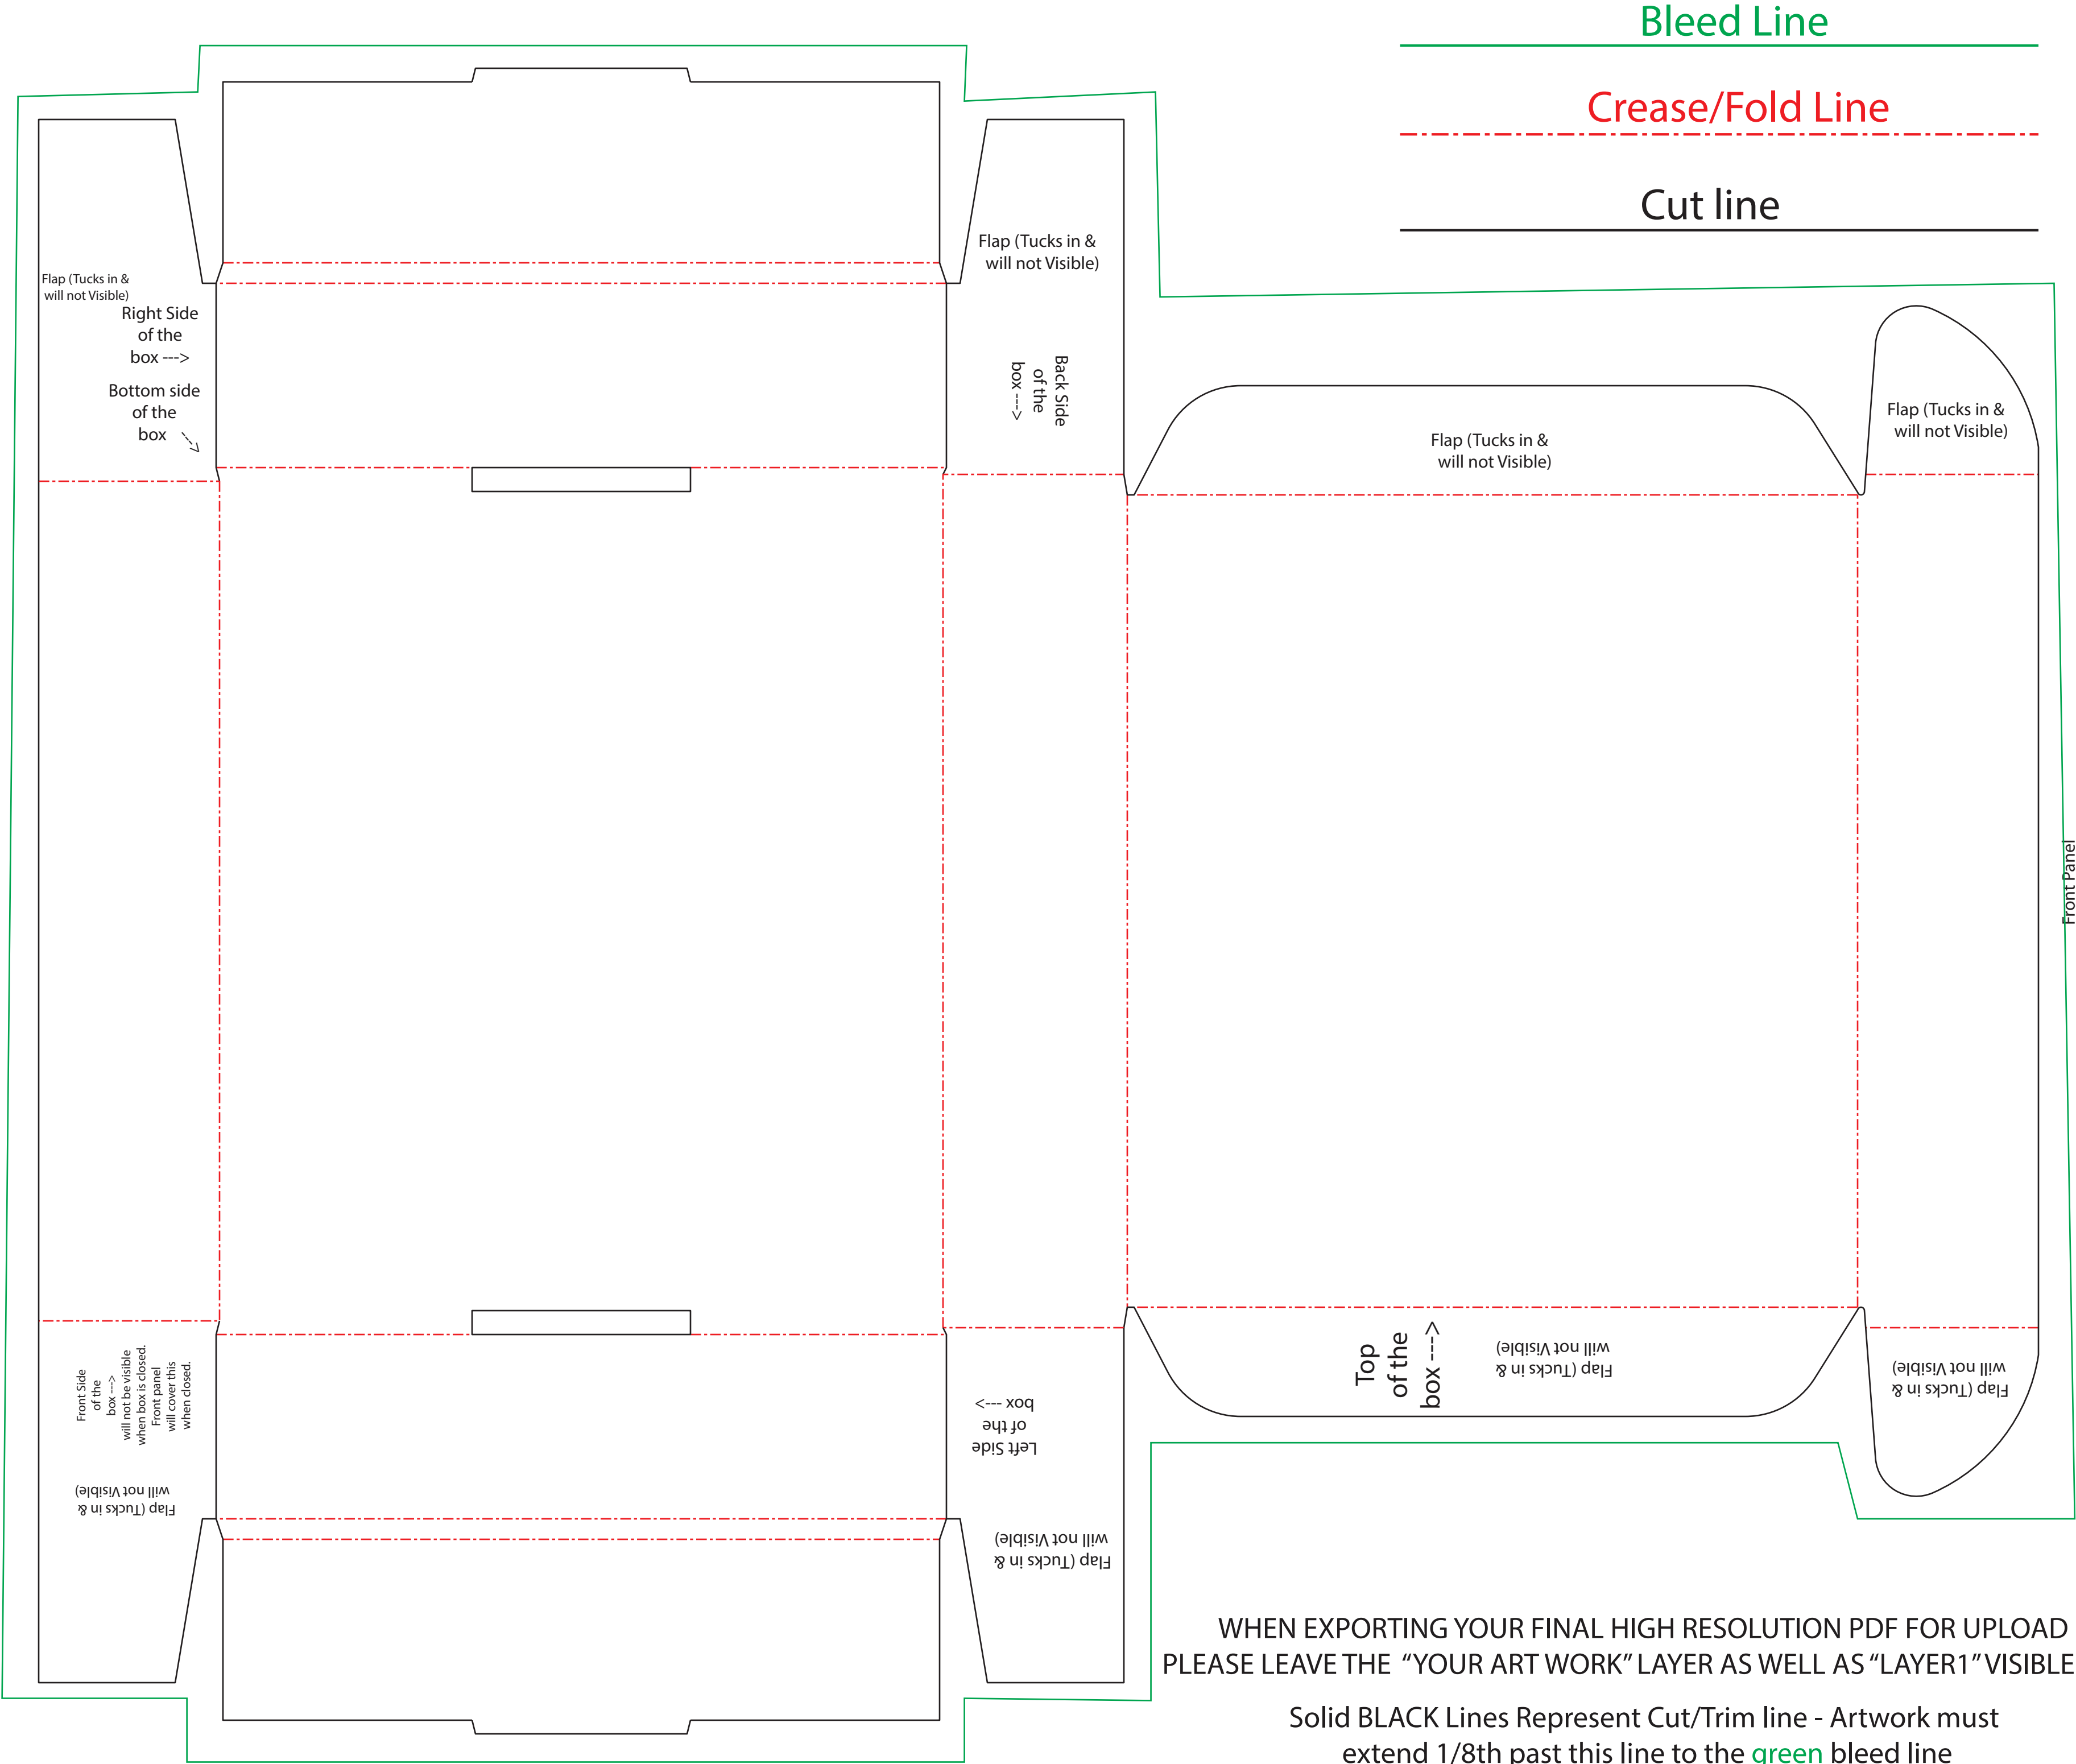 Bleed Line
Crease/Fold Line
Cut line
Flap (Tucks in &
will not Visible)
Right Side
of the
box --->
Bottom side
of the
box
Flap (Tucks in &
will not Visible)
Back Side
of the
box --->
Flap (Tucks in &
will not Visible)
Flap (Tucks in &
will not Visible)
Front Panel
Front Side
of the
box --->
will not be visible
when box is closed.
Front panel
will cover this
when closed.
Flap (Tucks in &
will not Visible)
Left Side
of the
box --->
Flap (Tucks in &
will not Visible)
Top
of the
box --->
Flap (Tucks in &
will not Visible)
Flap (Tucks in &
will not Visible)
WHEN EXPORTING YOUR FINAL HIGH RESOLUTION PDF FOR UPLOAD
PLEASE LEAVE THE “YOUR ART WORK” LAYER AS WELL AS “LAYER1” VISIBLE
Solid BLACK Lines Represent Cut/Trim line - Artwork must
extend 1/8th past this line to the green bleed line